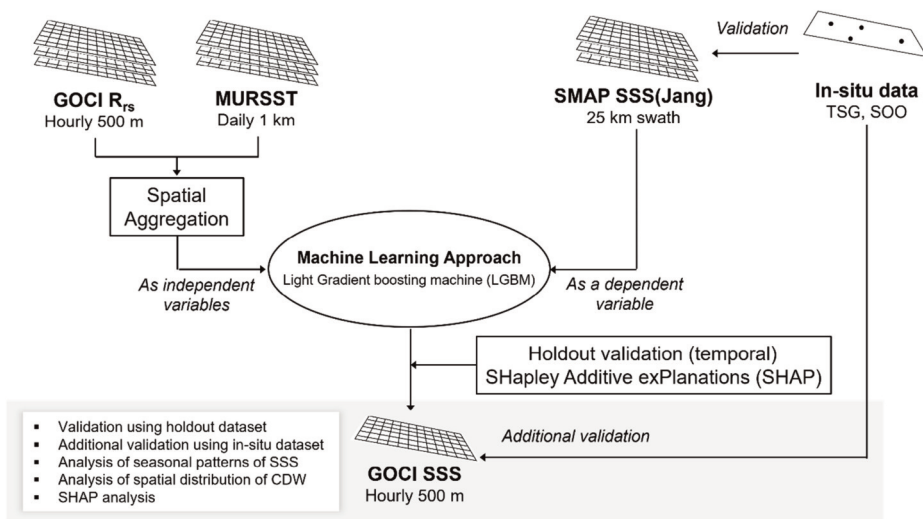 GOCI Rrs
Hourly 500 m
MURSST
Daily 1 km
SMAP SSS(Jang)
25 km swath
Validation
In-situ data
TSG, SOO
Spatial
Aggregation
As independent
variables
Machine Learning Approach
Light Gradient boosting machine (LGBM)
As a dependent
variable
Holdout validation (temporal)
SHapley Additive exPlanations (SHAP)
▪ Validation using holdout dataset
▪ Additional validation using in-situ dataset
▪ Analysis of seasonal patterns of SSS
▪ Analysis of spatial distribution of CDW
▪ SHAP analysis
GOCI SSS
Hourly 500 m
Additional validation